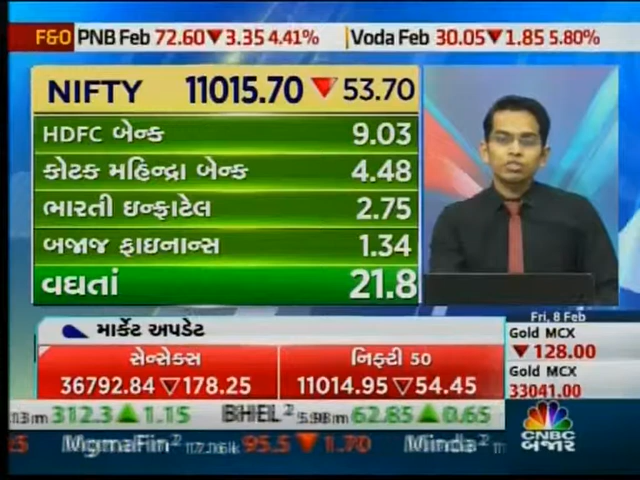 F&O PNB Feb 72.60▼3.35 4.41% Voda Feb 30.05▼1.85 5.80%
NIFTY 11015.70 ▼ 53.70
HDFC બેન્ક 9.03
કોટક મહિન્દ્રા બેન્ક 4.48
ભારતી ઇન્ફ્રાટેલ 2.75
બજાજ ફાઇનાન્સ 1.34
વધતાં 21.8
માર્કેટ અપડેટ
સેન્સેક્સ
36792.84▽178.25
નિફ્ટી 50
11014.95▽54.45
Fri, 8 Feb
Gold MCX
▼128.00
Gold MCX
33041.00
312.3▲1.15 BHEL 62.85▲0.65
MgmaFin 95.5▼1.70 Minda
CNBC
બજાર